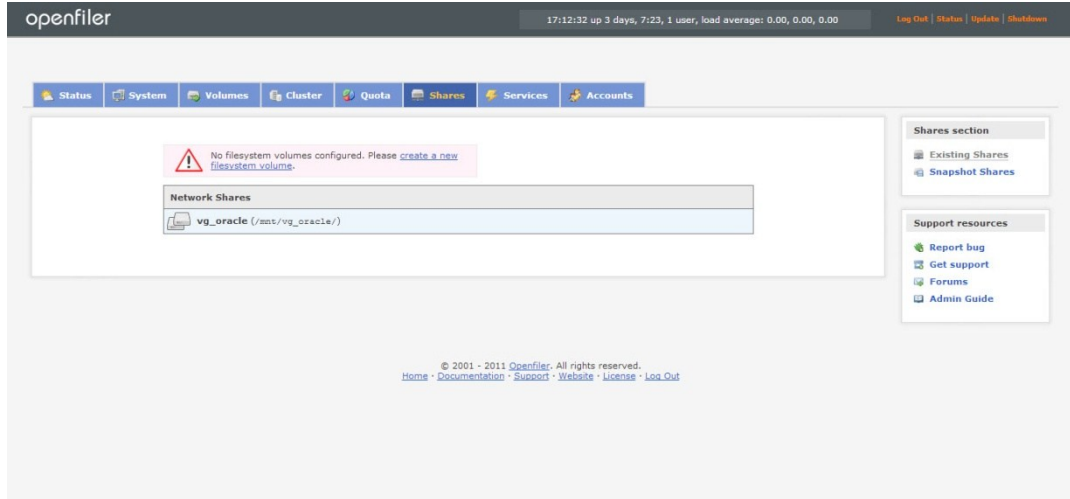 openfiler
17:12:32 up 3 days, 7:23, 1 user, load average: 0.00, 0.00, 0.00
Log Out | Status | Update | Shutdown
Status System Volumes Cluster Quota Shares Services Accounts
No filesystem volumes configured. Please create a new
filesystem volume.
Network Shares
vg_oracle (/mnt/vg_oracle/)
Shares section
Existing Shares
Snapshot Shares
Support resources
Report bug
Get support
Forums
Admin Guide
© 2001 - 2011 Openfiler. All rights reserved.
Home · Documentation · Support · Website · License · Log Out